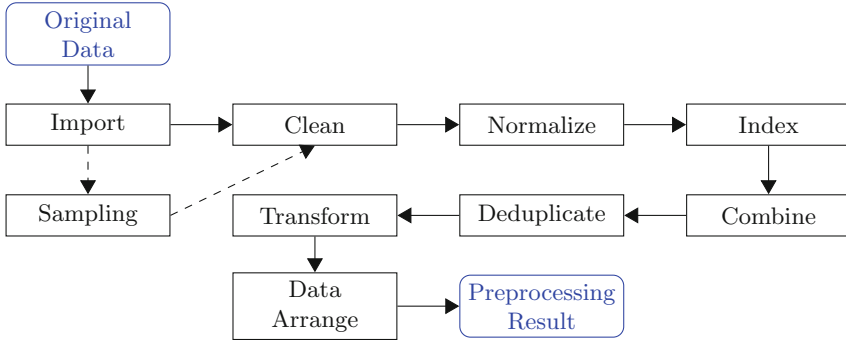 Original
Data
Import
Clean
Normalize
Index
Sampling
Transform
Deduplicate
Combine
Data
Arrange
Preprocessing
Result